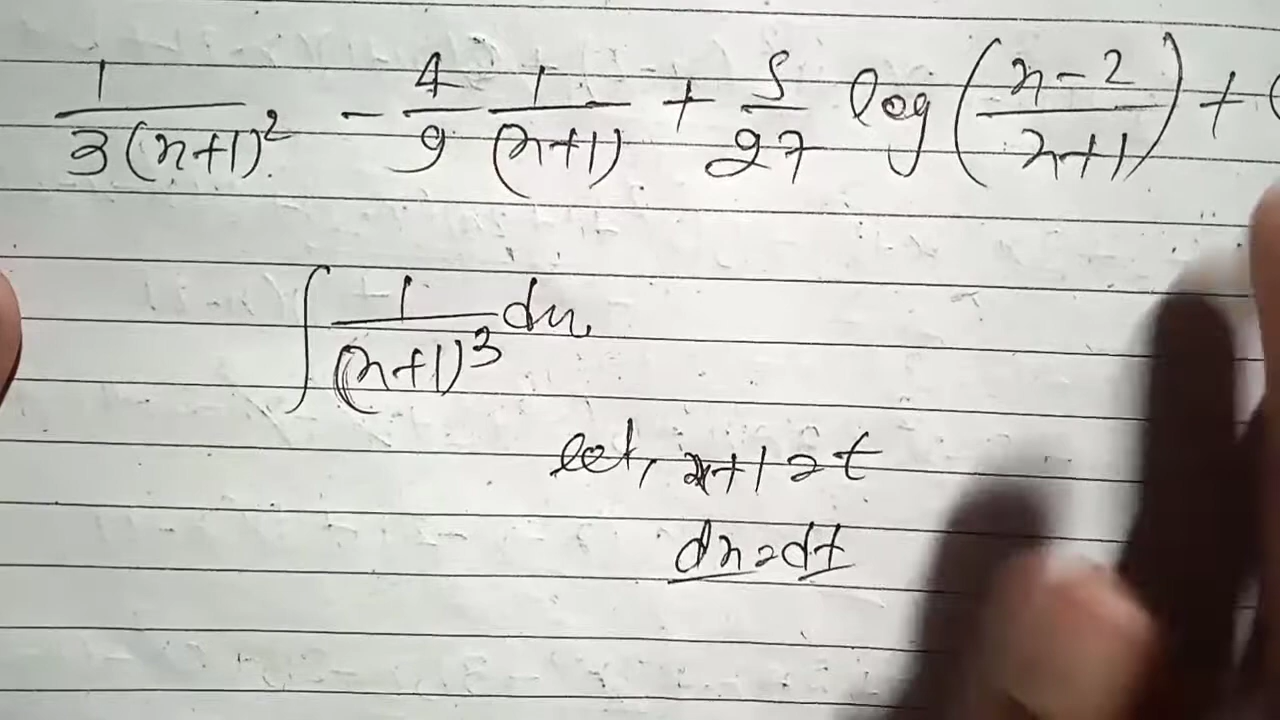 1/3(x+1)² - 4/9 1/(x+1) + 5/27 log((x-2)/(x+1)) +
∫ 1/(x+1)³ dx
let, x+1=t
dx=dt